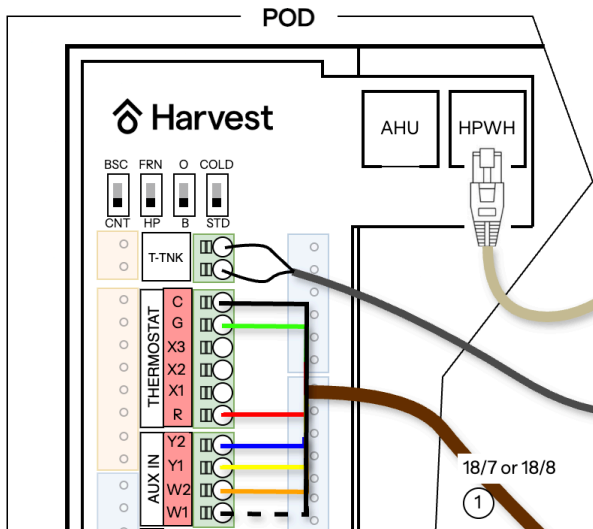 POD
Harvest
AHU
HPWH
BSC FRN O COLD
CNT HP B STD
T-TNK
THERMOSTAT
C
G
X3
X2
X1
R
AUX IN
Y2
Y1
W2
W1
18/7 or 18/8
1